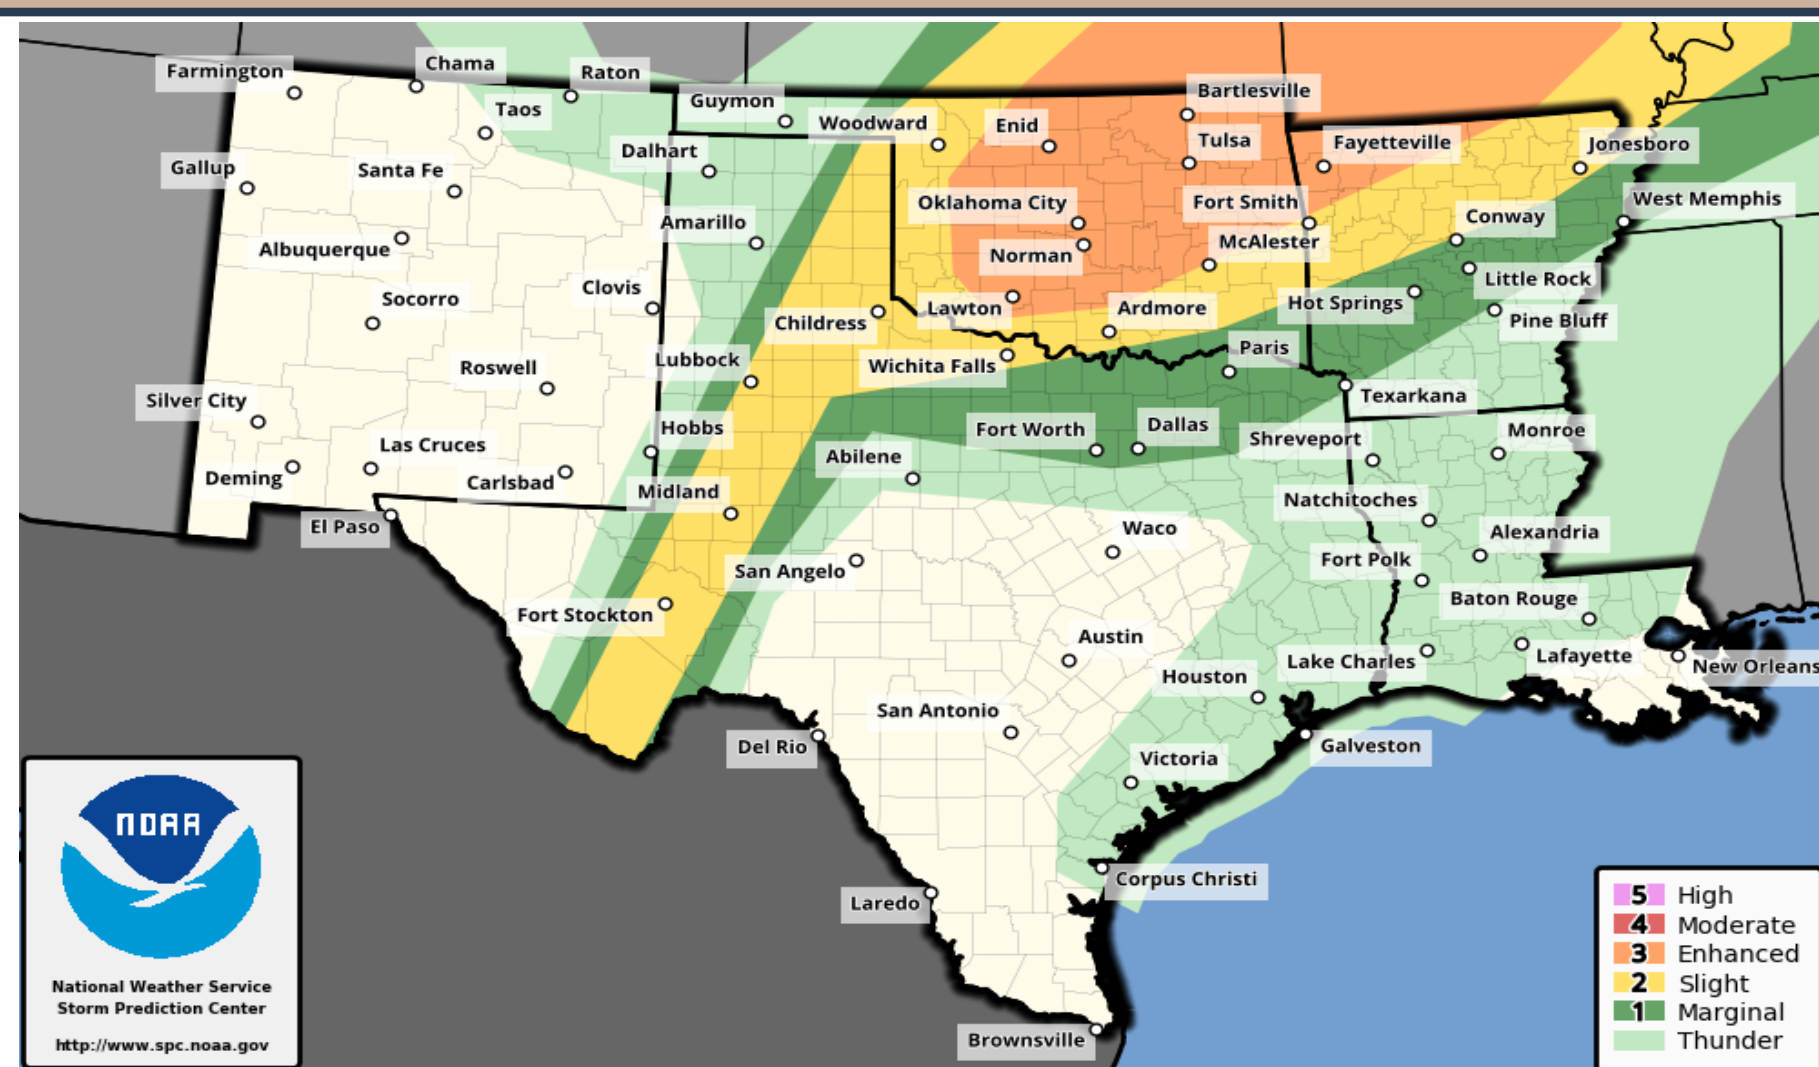 Farmington
Chama
Raton
Taos
Guymon
Woodward
Enid
Bartlesville
Tulsa
Fayetteville
Jonesboro
Gallup
Santa Fe
Dalhart
Oklahoma City
Fort Smith
West Memphis
Albuquerque
Amarillo
Norman
McAlester
Conway
Socorro
Clovis
Childress
Lawton
Ardmore
Hot Springs
Little Rock
Pine Bluff
Roswell
Lubbock
Wichita Falls
Paris
Silver City
Hobbs
Texarkana
Las Cruces
Abilene
Fort Worth
Dallas
Shreveport
Monroe
Deming
Carlsbad
Midland
Natchitoches
El Paso
Waco
Alexandria
San Angelo
Fort Polk
Fort Stockton
Baton Rouge
Austin
Lake Charles
Lafayette
New Orleans
Houston
San Antonio
Del Rio
Victoria
Galveston
Laredo
Corpus Christi
Brownsville
NOAA
National Weather Service
Storm Prediction Center
http://www.spc.noaa.gov
5 High
4 Moderate
3 Enhanced
2 Slight
1 Marginal
Thunder